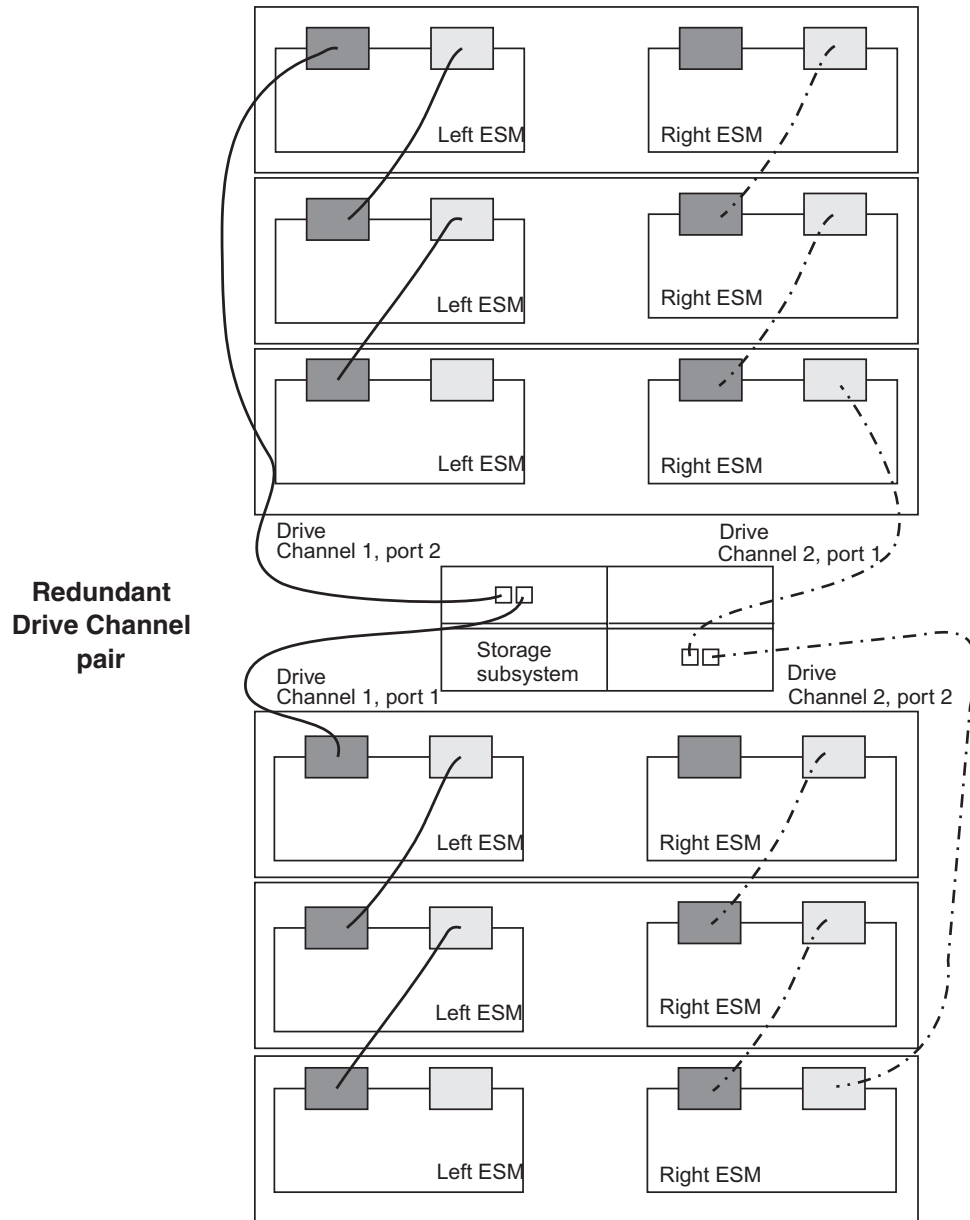 Left ESM
Right ESM
Left ESM
Right ESM
Left ESM
Right ESM
Drive
Channel 1, port 2
Drive
Channel 2, port 1
Redundant
Drive Channel
pair
Storage
subsystem
Drive
Channel 1, port 1
Drive
Channel 2, port 2
Left ESM
Right ESM
Left ESM
Right ESM
Left ESM
Right ESM